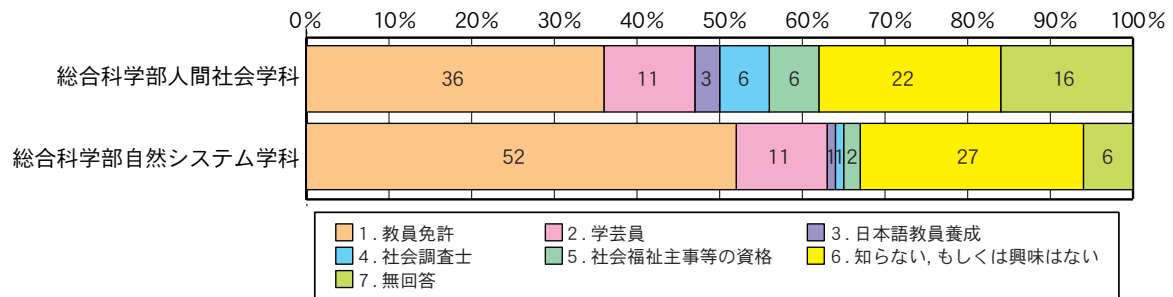 0% 10% 20% 30% 40% 50% 60% 70% 80% 90% 100%
総合科学部人間社会学科 36 11 3 6 6 22 16
総合科学部自然システム学科 52 11 1 1 2 27 6
1.教員免許 2.学芸員 3.日本語教員養成
4.社会調査士 5.社会福祉主事等の資格 6.知らない,もしくは興味はない
7.無回答